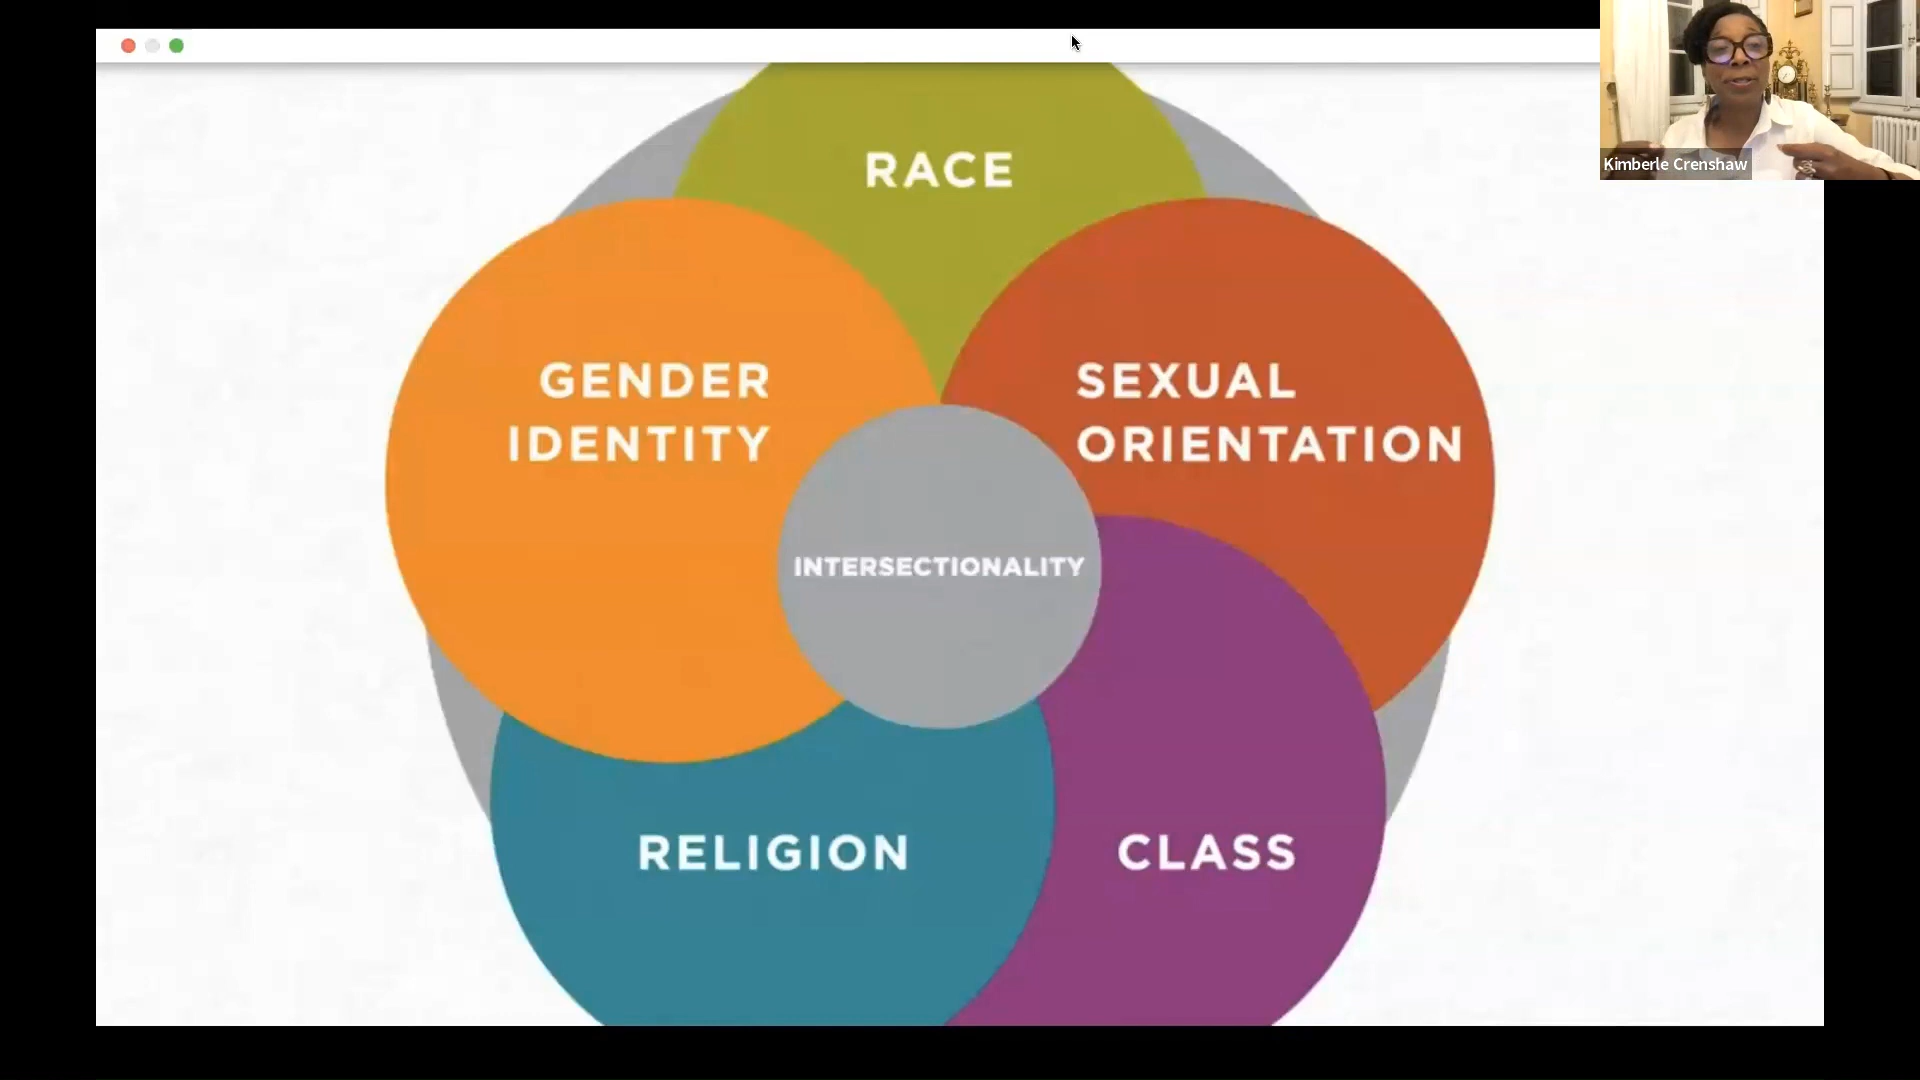 Kimberle Crenshaw
RACE
GENDER
IDENTITY
SEXUAL
ORIENTATION
INTERSECTIONALITY
RELIGION
CLASS